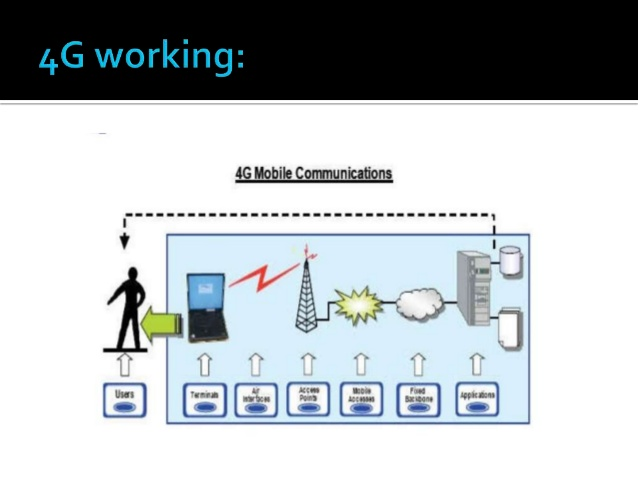 4G working:
4G Mobile Communications
Users
Terminals
Air
Interfaces
Access
Points
Mobile
Accesses
Fixed
Backbone
Applications